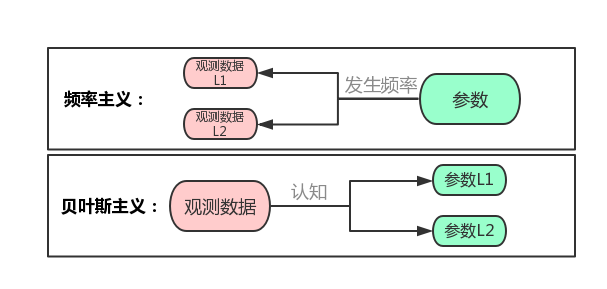 频率主义：
观测数据
L1
观测数据
L2
发生频率
参数
贝叶斯主义：
观测数据
认知
参数L1
参数L2